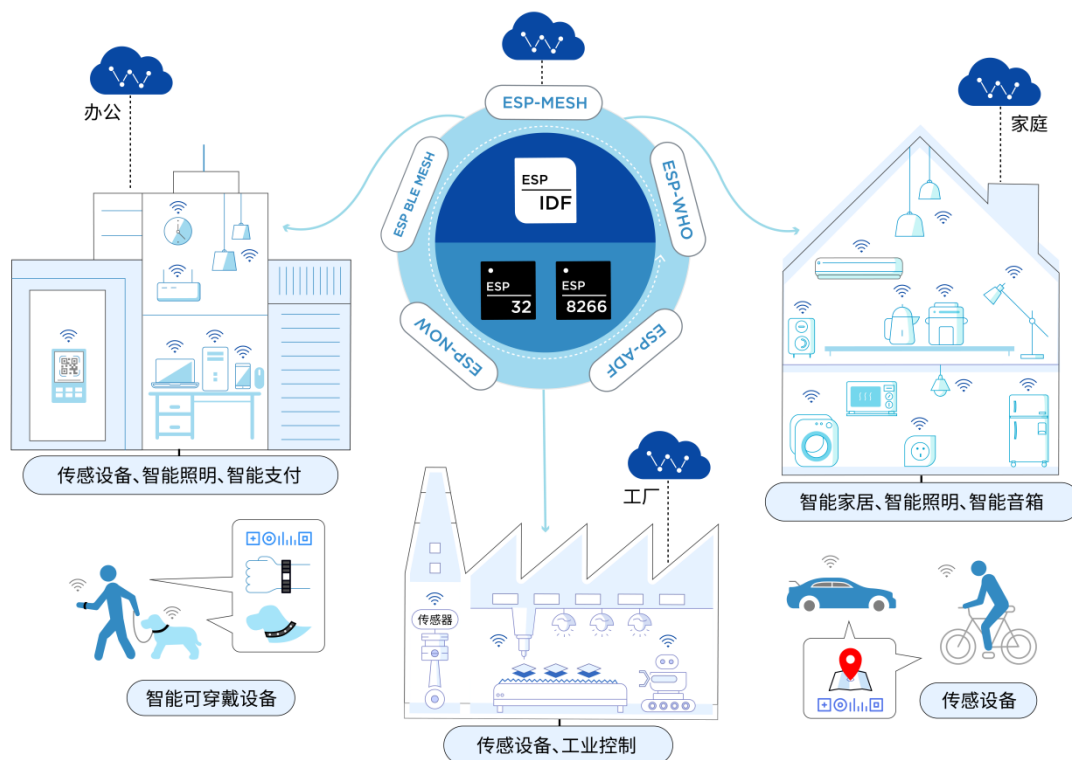 办公
家庭
ESP-MESH
ESP BLE MESH
ESP-WHO
ESP
IDF
ESP
32
ESP
8266
ESP-NOW
ESP-ADF
传感设备、智能照明、智能支付
工厂
智能家居、智能照明、智能音箱
传感器
智能可穿戴设备
传感设备
传感设备、工业控制